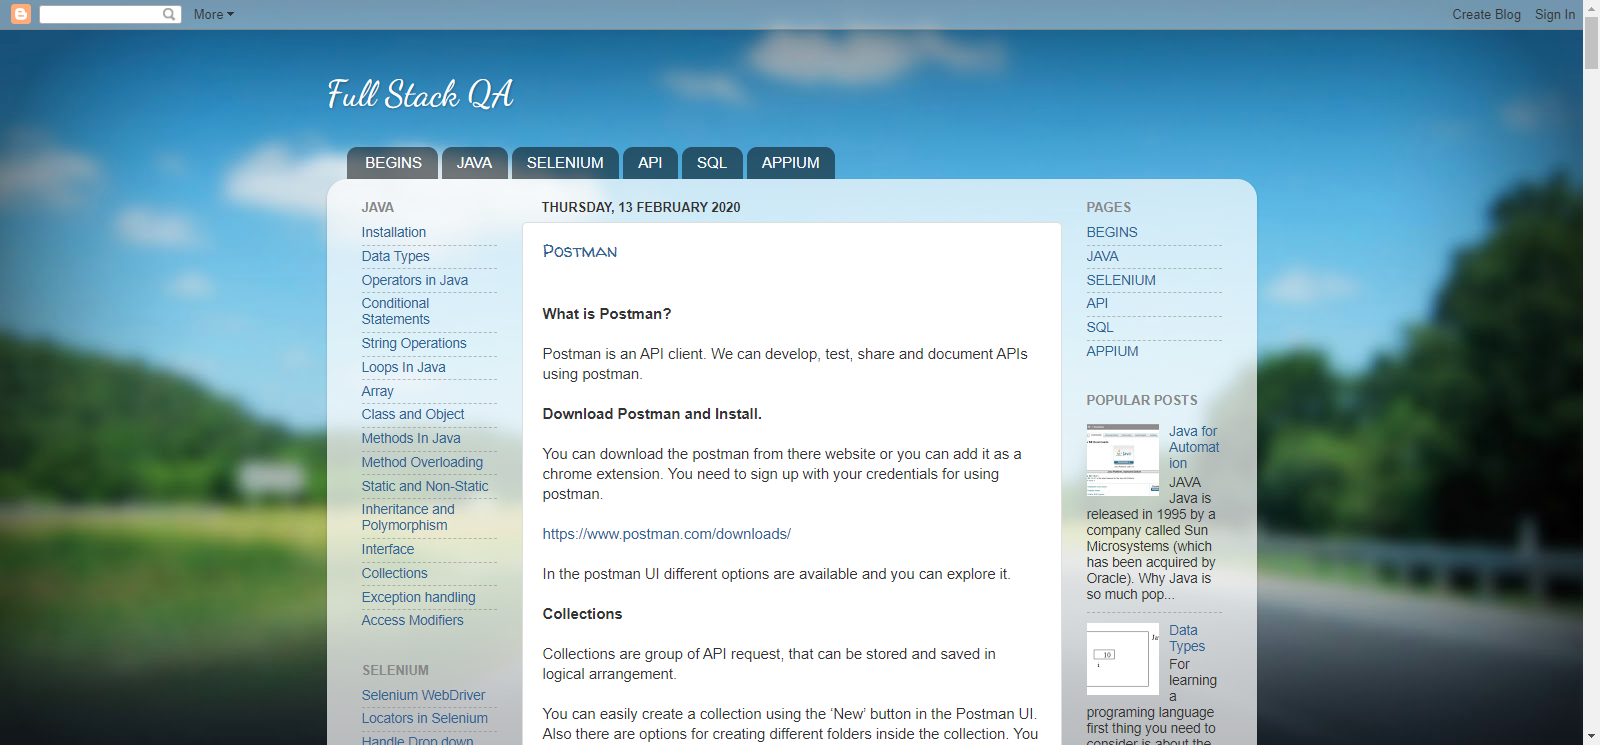 More
Create Blog
Sign In
Full Stack QA
BEGINS
JAVA
SELENIUM
API
SQL
APPIUM
JAVA
Installation
Data Types
Operators in Java
Conditional
Statements
String Operations
Loops In Java
Array
Class and Object
Methods In Java
Method Overloading
Static and Non-Static
Inheritance and
Polymorphism
Interface
Collections
Exception handling
Access Modifiers
SELENIUM
Selenium WebDriver
Locators in Selenium
Handle Drop down
THURSDAY, 13 FEBRUARY 2020
Postman
What is Postman?
Postman is an API client. We can develop, test, share and document APIs
using postman.
Download Postman and Install.
You can download the postman from there website or you can add it as a
chrome extension. You need to sign up with your credentials for using
postman.
https://www.postman.com/downloads/
In the postman UI different options are available and you can explore it.
Collections
Collections are group of API request, that can be stored and saved in
logical arrangement.
You can easily create a collection using the ‘New’ button in the Postman UI.
Also there are options for creating different folders inside the collection. You
PAGES
BEGINS
JAVA
SELENIUM
API
SQL
APPIUM
POPULAR POSTS
Java for
Automat
ion
JAVA
Java is
released in 1995 by a
company called Sun
Microsystems (which
has been acquired by
Oracle). Why Java is
so much pop...
Data
Types
For
learning
a
programing language
first thing you need to
consider is about the